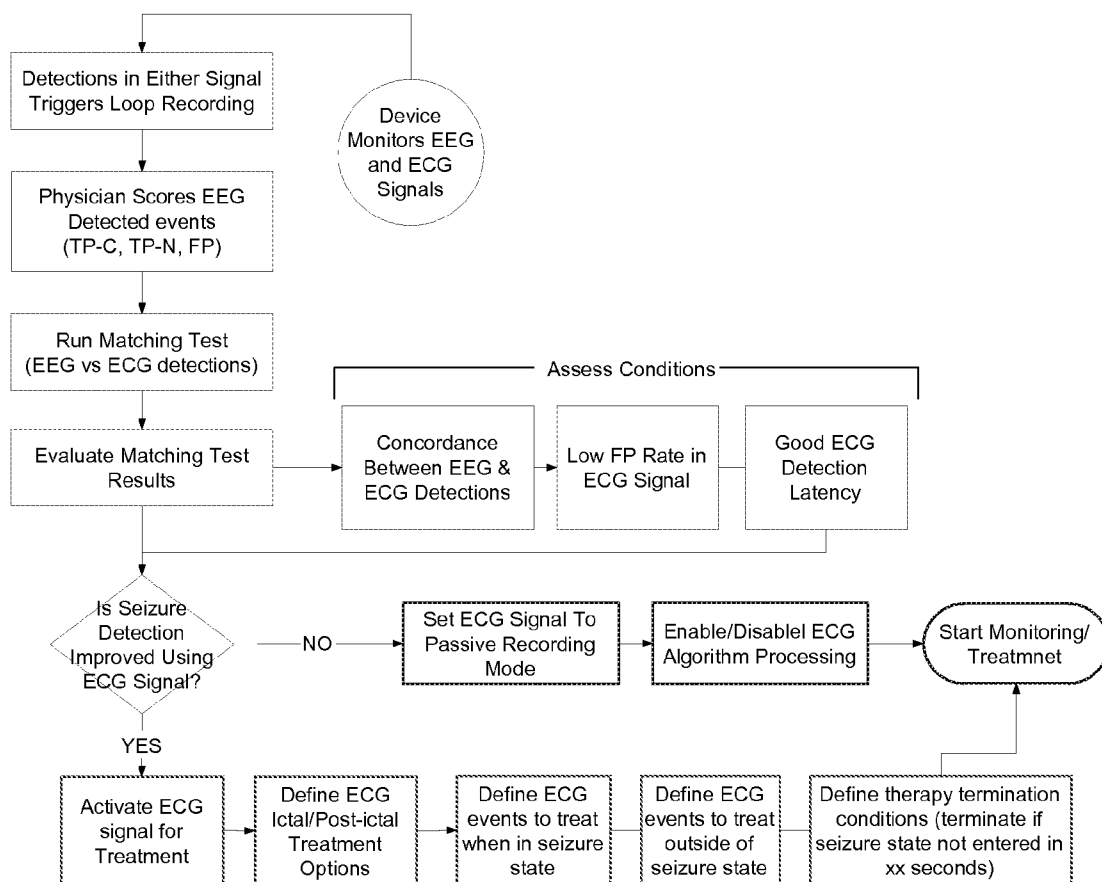 Detections in Either Signal
Triggers Loop Recording
Device
Monitors EEG
and ECG
Signals
Physician Scores EEG
Detected events
(TP-C, TP-N, FP)
Run Matching Test
(EEG vs ECG detections)
Assess Conditions
Evaluate Matching Test
Results
Concordance
Between EEG &
ECG Detections
Low FP Rate in
ECG Signal
Good ECG
Detection
Latency
Is Seizure
Detection
Improved Using
ECG Signal?
NO
Set ECG Signal To
Passive Recording
Mode
Enable/Disablel ECG
Algorithm Processing
Start Monitoring/
Treatmnet
YES
Activate ECG
signal for
Treatment
Define ECG
Ictal/Post-ictal
Treatment
Options
Define ECG
events to treat
when in seizure
state
Define ECG
events to treat
outside of
seizure state
Define therapy termination
conditions (terminate if
seizure state not entered in
xx seconds)